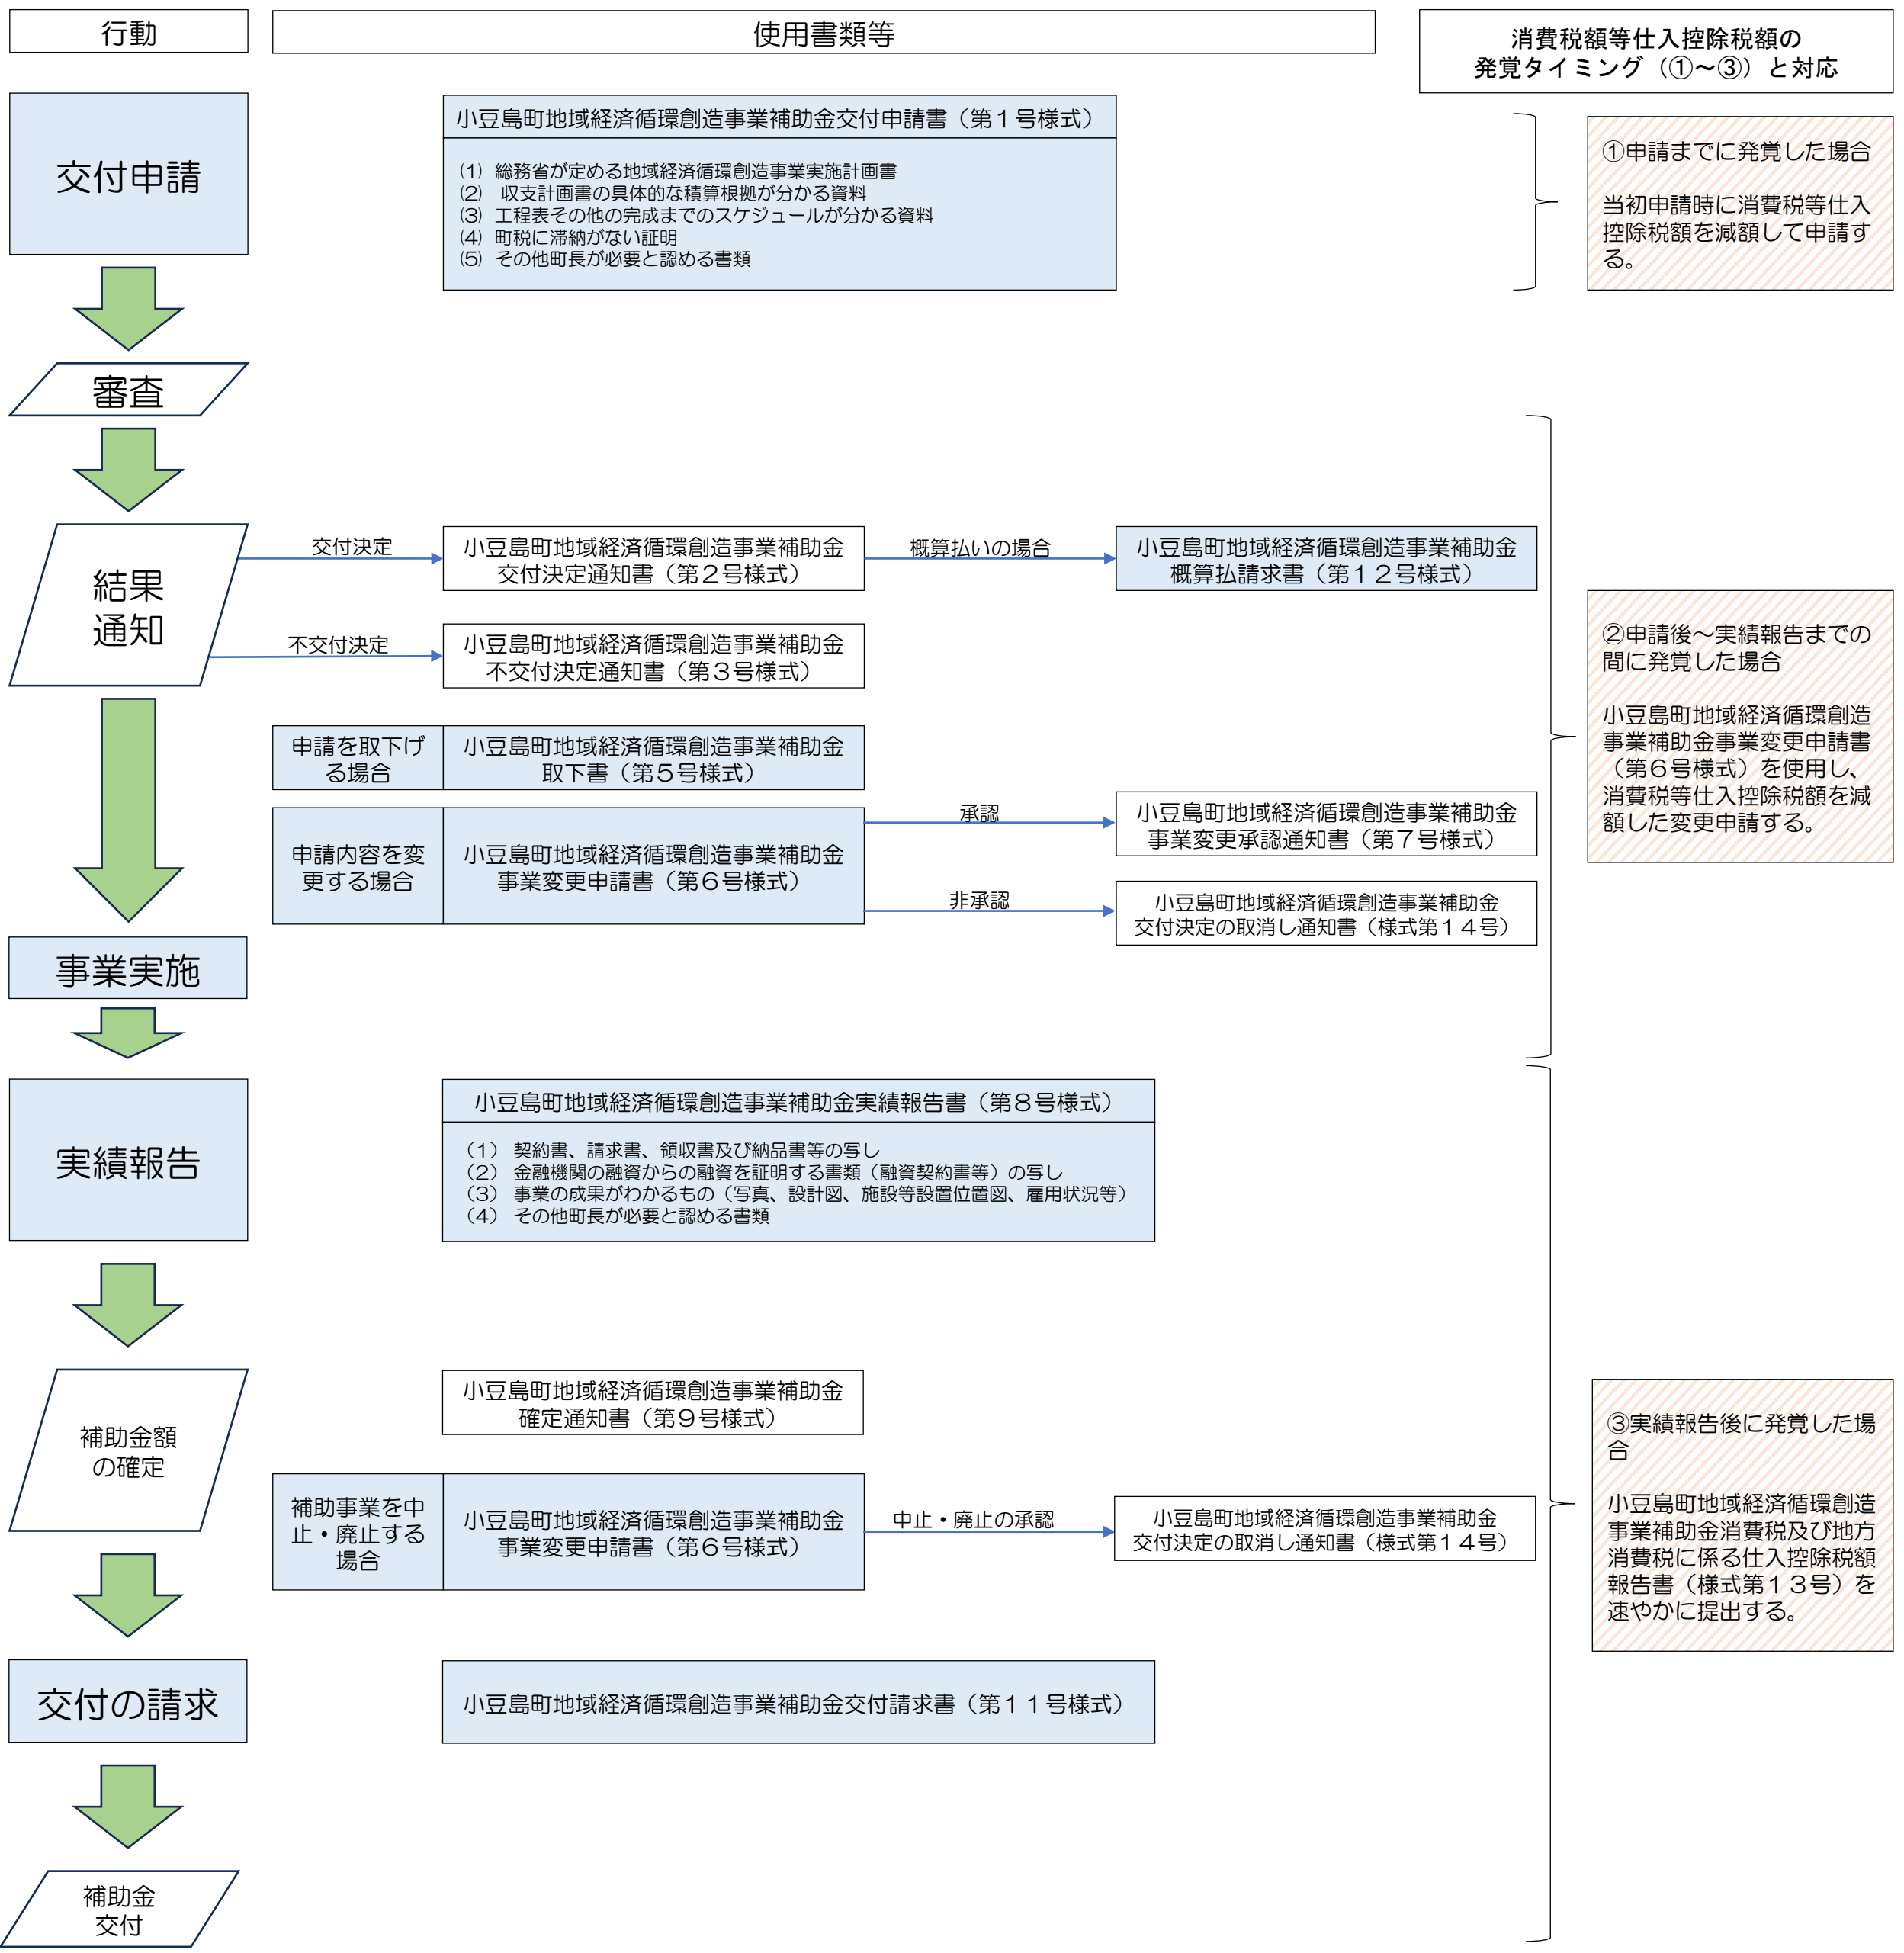 行動
使用書類等
消費税額等仕入控除税額の
発覚タイミング（①～③）と対応
交付申請
小豆島町地域経済循環創造事業補助金交付申請書（第１号様式）
⑴ 総務省が定める地域経済循環創造事業実施計画書
⑵ 収支計画書の具体的な積算根拠が分かる資料
⑶ 工程表その他の完成までのスケジュールが分かる資料
⑷ 町税に滞納がない証明
⑸ その他町長が必要と認める書類
①申請までに発覚した場合
当初申請時に消費税等仕入
控除税額を減額して申請す
る。
審査
結果
通知
交付決定
小豆島町地域経済循環創造事業補助金
交付決定通知書（第２号様式）
概算払いの場合
小豆島町地域経済循環創造事業補助金
概算払請求書（第１２号様式）
不交付決定
小豆島町地域経済循環創造事業補助金
不交付決定通知書（第３号様式）
申請を取下げ
る場合
小豆島町地域経済循環創造事業補助金
取下書（第５号様式）
申請内容を変
更する場合
小豆島町地域経済循環創造事業補助金
事業変更申請書（第６号様式）
承認
小豆島町地域経済循環創造事業補助金
事業変更承認通知書（第７号様式）
非承認
小豆島町地域経済循環創造事業補助金
交付決定の取消し通知書（様式第１４号）
②申請後～実績報告までの
間に発覚した場合
小豆島町地域経済循環創造
事業補助金事業変更申請書
（第６号様式）を使用し、
消費税等仕入控除税額を減
額した変更申請する。
事業実施
実績報告
小豆島町地域経済循環創造事業補助金実績報告書（第８号様式）
（１） 契約書、請求書、領収書及び納品書等の写し
（２） 金融機関の融資からの融資を証明する書類（融資契約書等）の写し
（３） 事業の成果がわかるもの（写真、設計図、施設等設置位置図、雇用状況等）
（４） その他町長が必要と認める書類
補助金額
の確定
小豆島町地域経済循環創造事業補助金
確定通知書（第９号様式）
補助事業を中
止・廃止する
場合
小豆島町地域経済循環創造事業補助金
事業変更申請書（第６号様式）
中止・廃止の承認
小豆島町地域経済循環創造事業補助金
交付決定の取消し通知書（様式第１４号）
③実績報告後に発覚した場
合
小豆島町地域経済循環創造
事業補助金消費税及び地方
消費税に係る仕入控除税額
報告書（様式第１３号）を
速やかに提出する。
交付の請求
小豆島町地域経済循環創造事業補助金交付請求書（第１１号様式）
補助金
交付